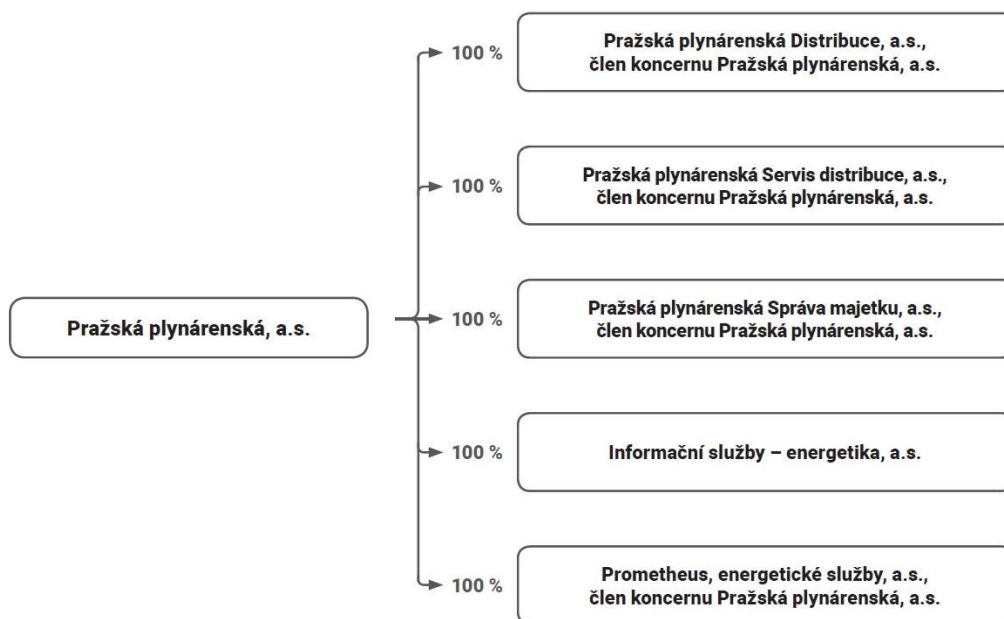 100 %
Pražská plynárenská Distribuce, a.s.,
člen koncernu Pražská plynárenská, a.s.
100 %
Pražská plynárenská Servis distribuce, a.s.,
člen koncernu Pražská plynárenská, a.s.
Pražská plynárenská, a.s.
100 %
Pražská plynárenská Správa majetku, a.s.,
člen koncernu Pražská plynárenská, a.s.
100 %
Informační služby – energetika, a.s.
100 %
Prometheus, energetické služby, a.s.,
člen koncernu Pražská plynárenská, a.s.